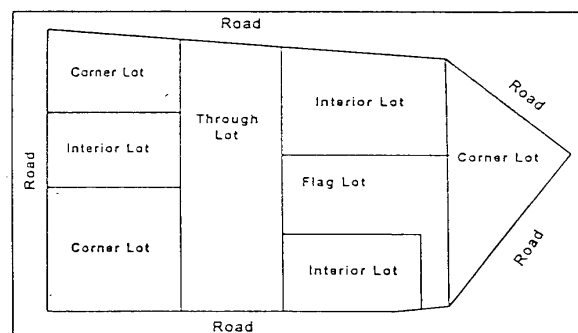 Road
Corner Lot
Interior Lot
Road
Through
Lot
Interior Lot
Road
Corner Lot
Flag Lot
Corner Lot
Interior Lot
Road
Road